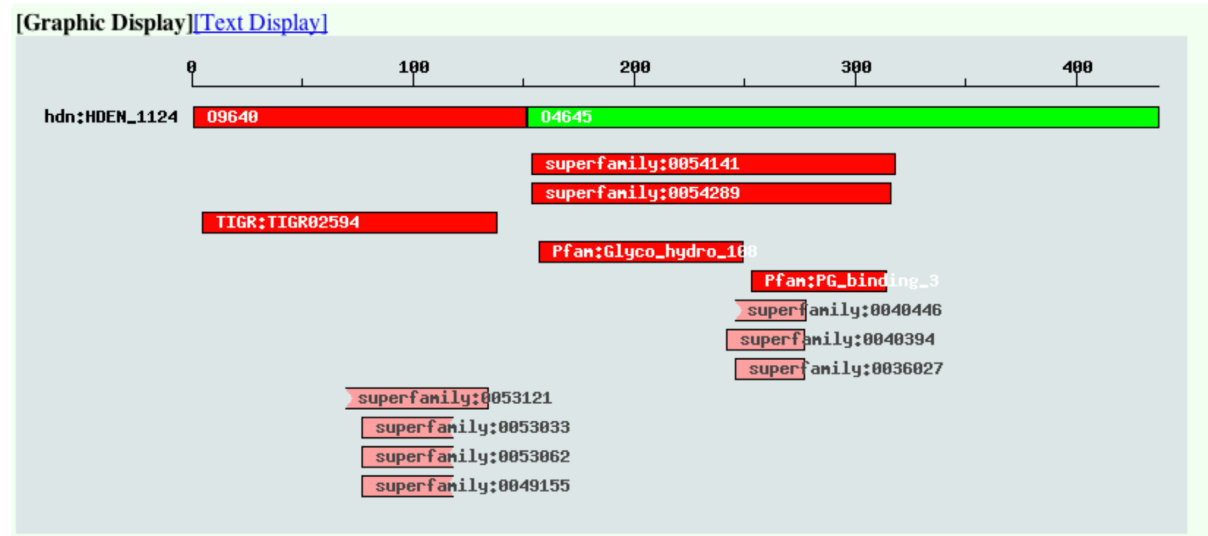 [Graphic Display][Text Display]
0 100 200 300 400
hdn:HDEN_1124 09640 04645
superfamily:0054141
superfamily:0054289
TIGR:TIGR02594
Pfam:Glyco_hydro_108
Pfam:PG_binding_3
superfamily:0040446
superfamily:0040394
superfamily:0036027
superfamily:0053121
superfamily:0053033
superfamily:0053062
superfamily:0049155